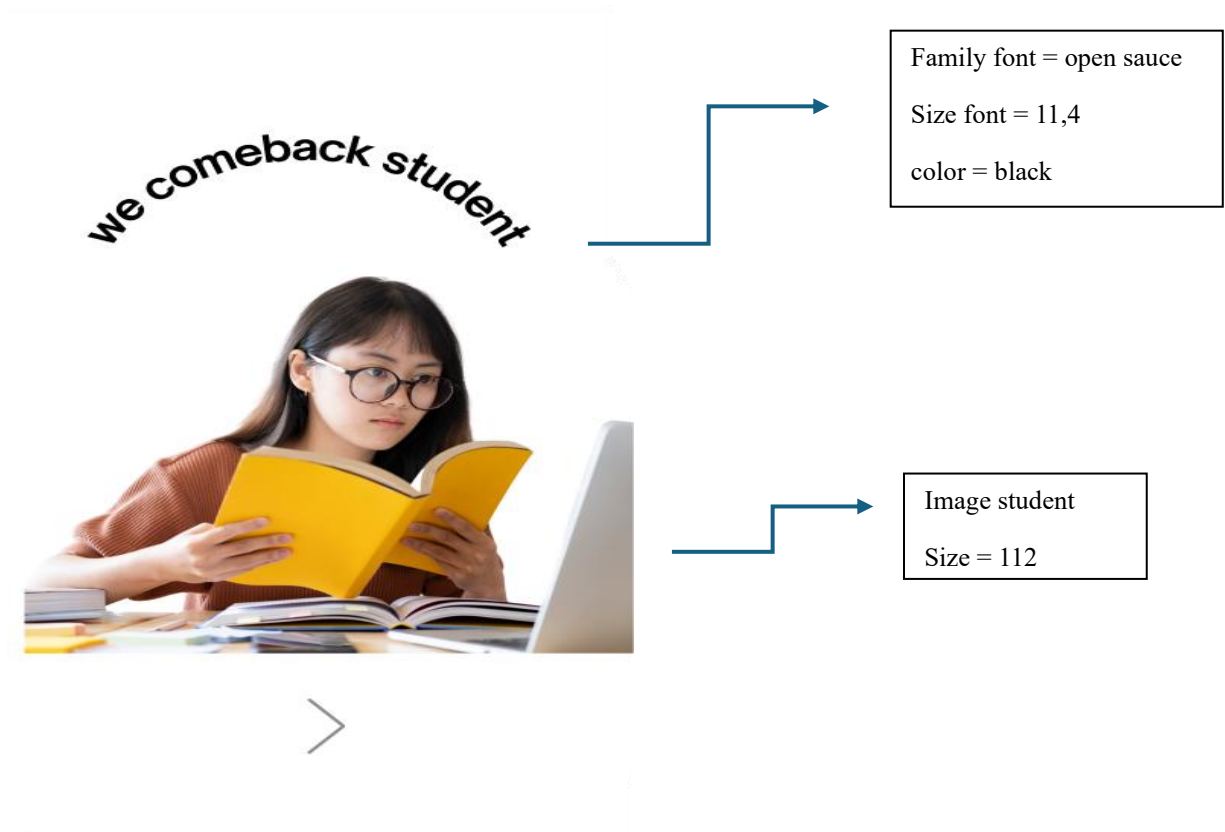 we comeback student
Family font = open sauce
Size font = 11,4
color = black
Image student
Size = 112